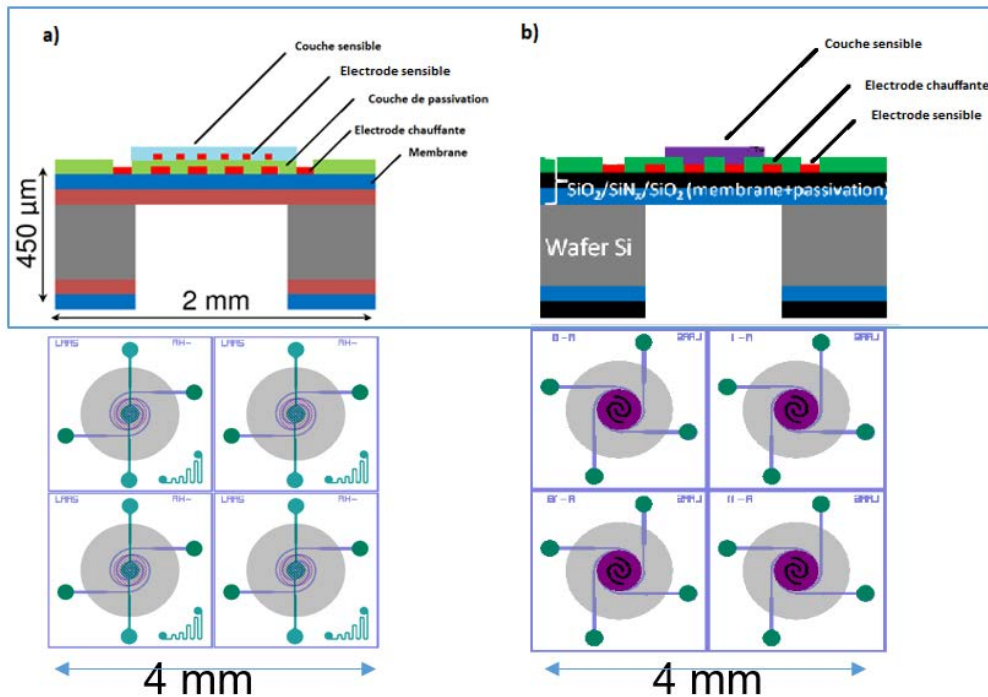 a)
Couche sensible
Electrode sensible
Couche de passivation
Electrode chauffante
Membrane
450 µm
2 mm
b)
Couche sensible
Electrode chauffante
Electrode sensible
SiO2/SiNx/SiO2 (membrane+passivation)
Wafer Si
4 mm
4 mm